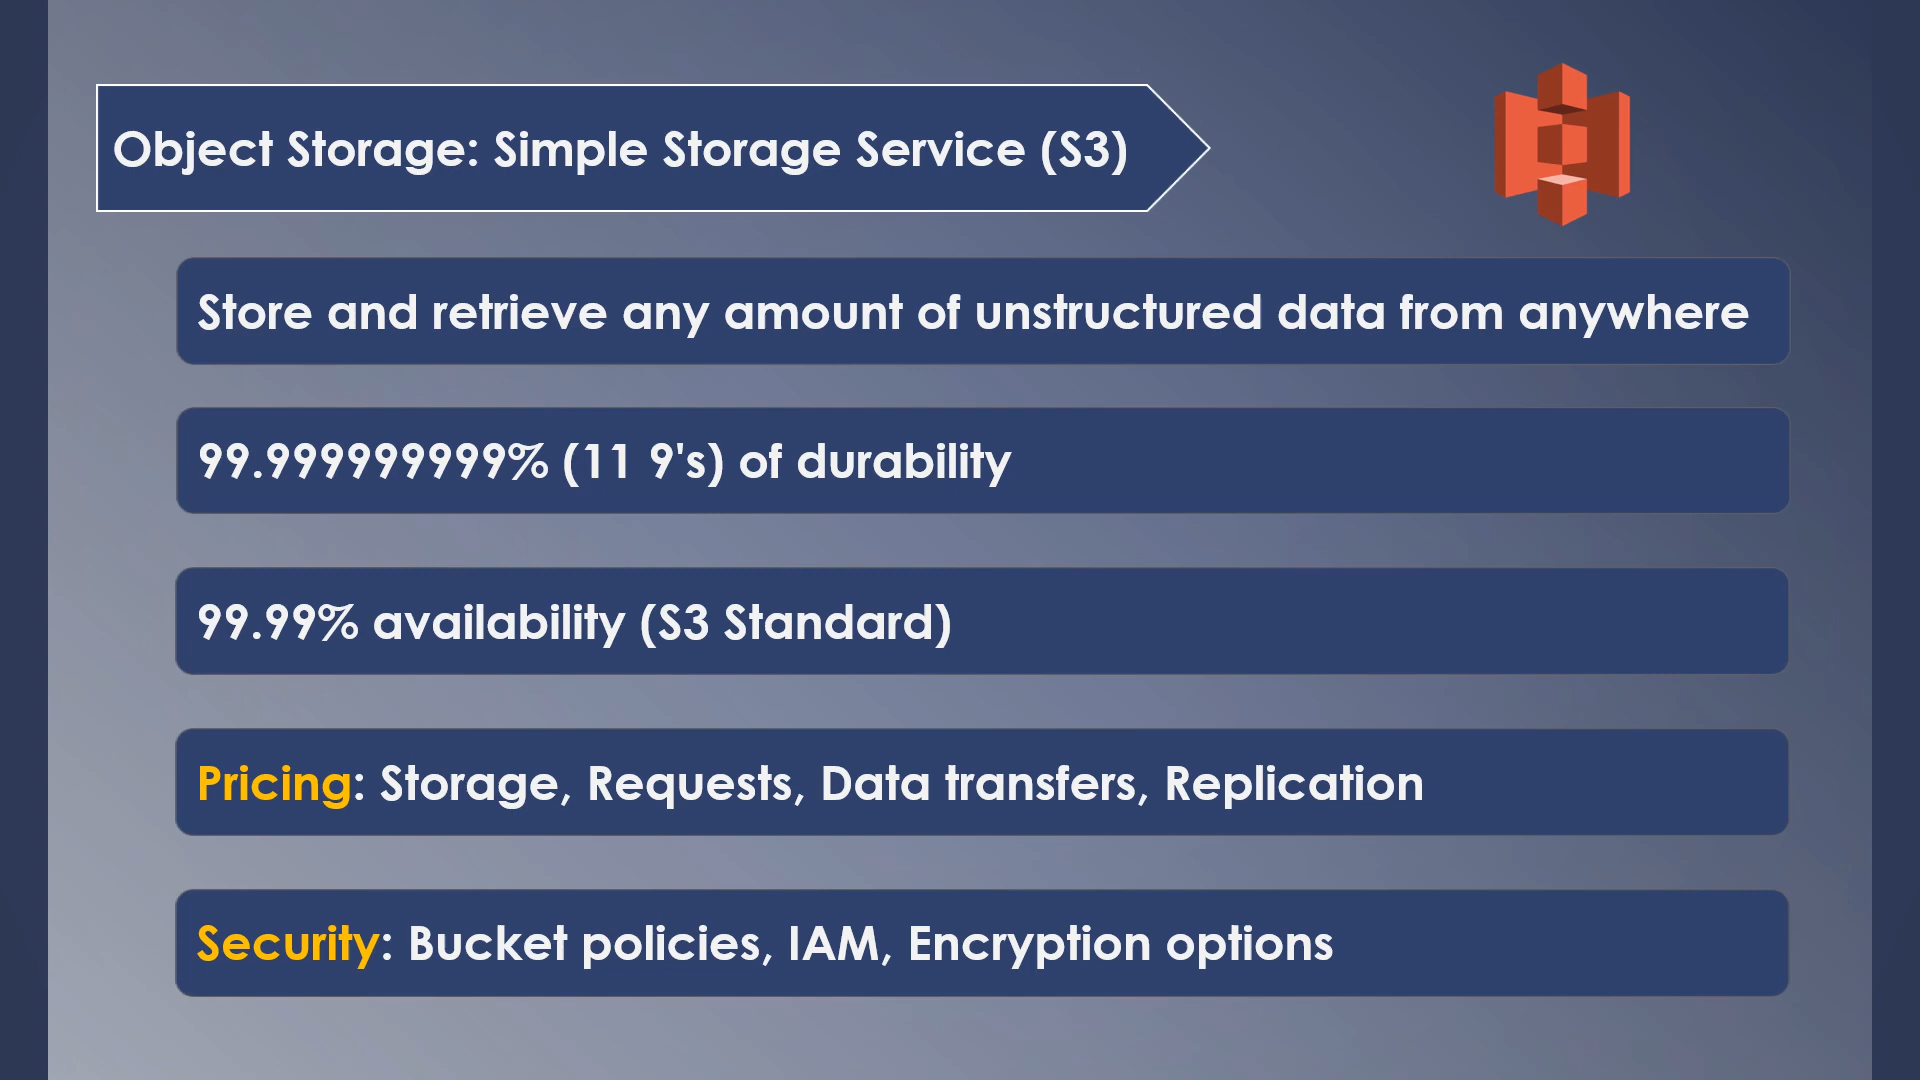 Object Storage: Simple Storage Service (S3)
Store and retrieve any amount of unstructured data from anywhere
99.999999999% (11 9's) of durability
99.99% availability (S3 Standard)
Pricing: Storage, Requests, Data transfers, Replication
Security: Bucket policies, IAM, Encryption options